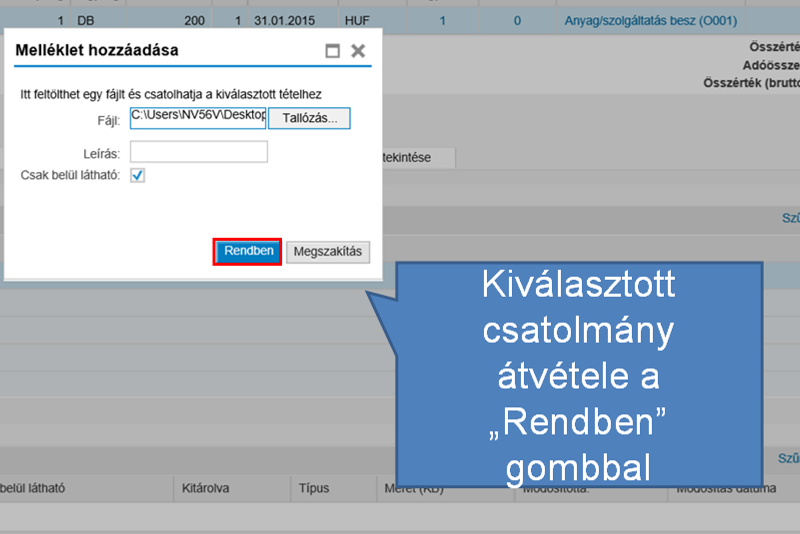 1 DB 200 1 31.01.2015 HUF 1 0 Anyag/szolgáltatás besz (O001)
Melléklet hozzáadása
Összérté
Adóössze
Összérték (bruttó
Itt feltölthet egy fájlt és csatolhatja a kiválasztott tételhez
Fájl: C:\Users\NV56V\Desktop Tallózás...
Leírás:
tekintése
Csak belül látható:
Szű
Rendben Megszakítás
Kiválasztott
csatolmány
átvétele a
„Rendben”
gombbal
Szű
belül látható Kitárolva Típus Méret (KB) Módosította: Módosítás dátuma